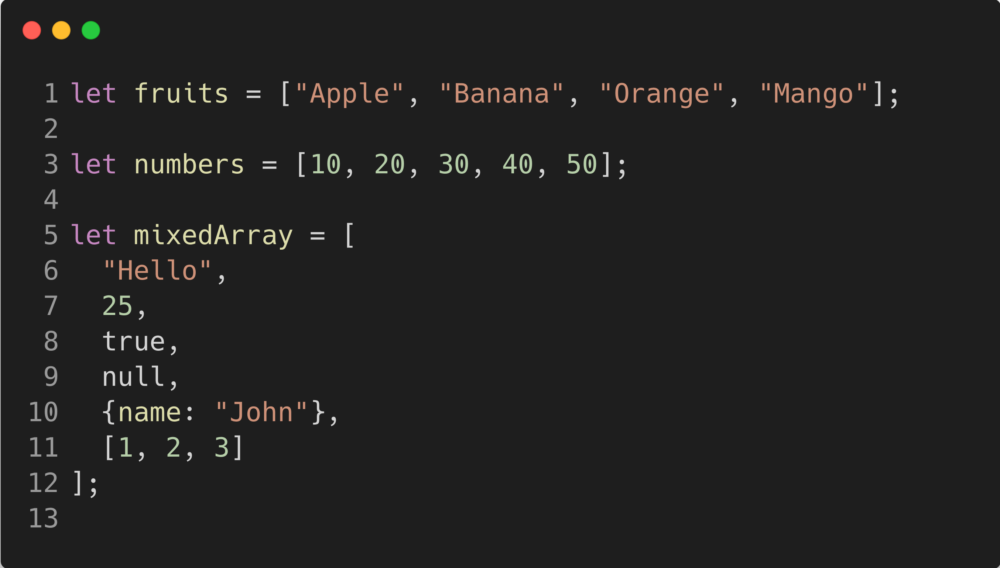 1 let fruits = ["Apple", "Banana", "Orange", "Mango"];
2
3 let numbers = [10, 20, 30, 40, 50];
4
5 let mixedArray = [
6   "Hello",
7   25,
8   true,
9   null,
10   {name: "John"},
11   [1, 2, 3]
12 ];
13